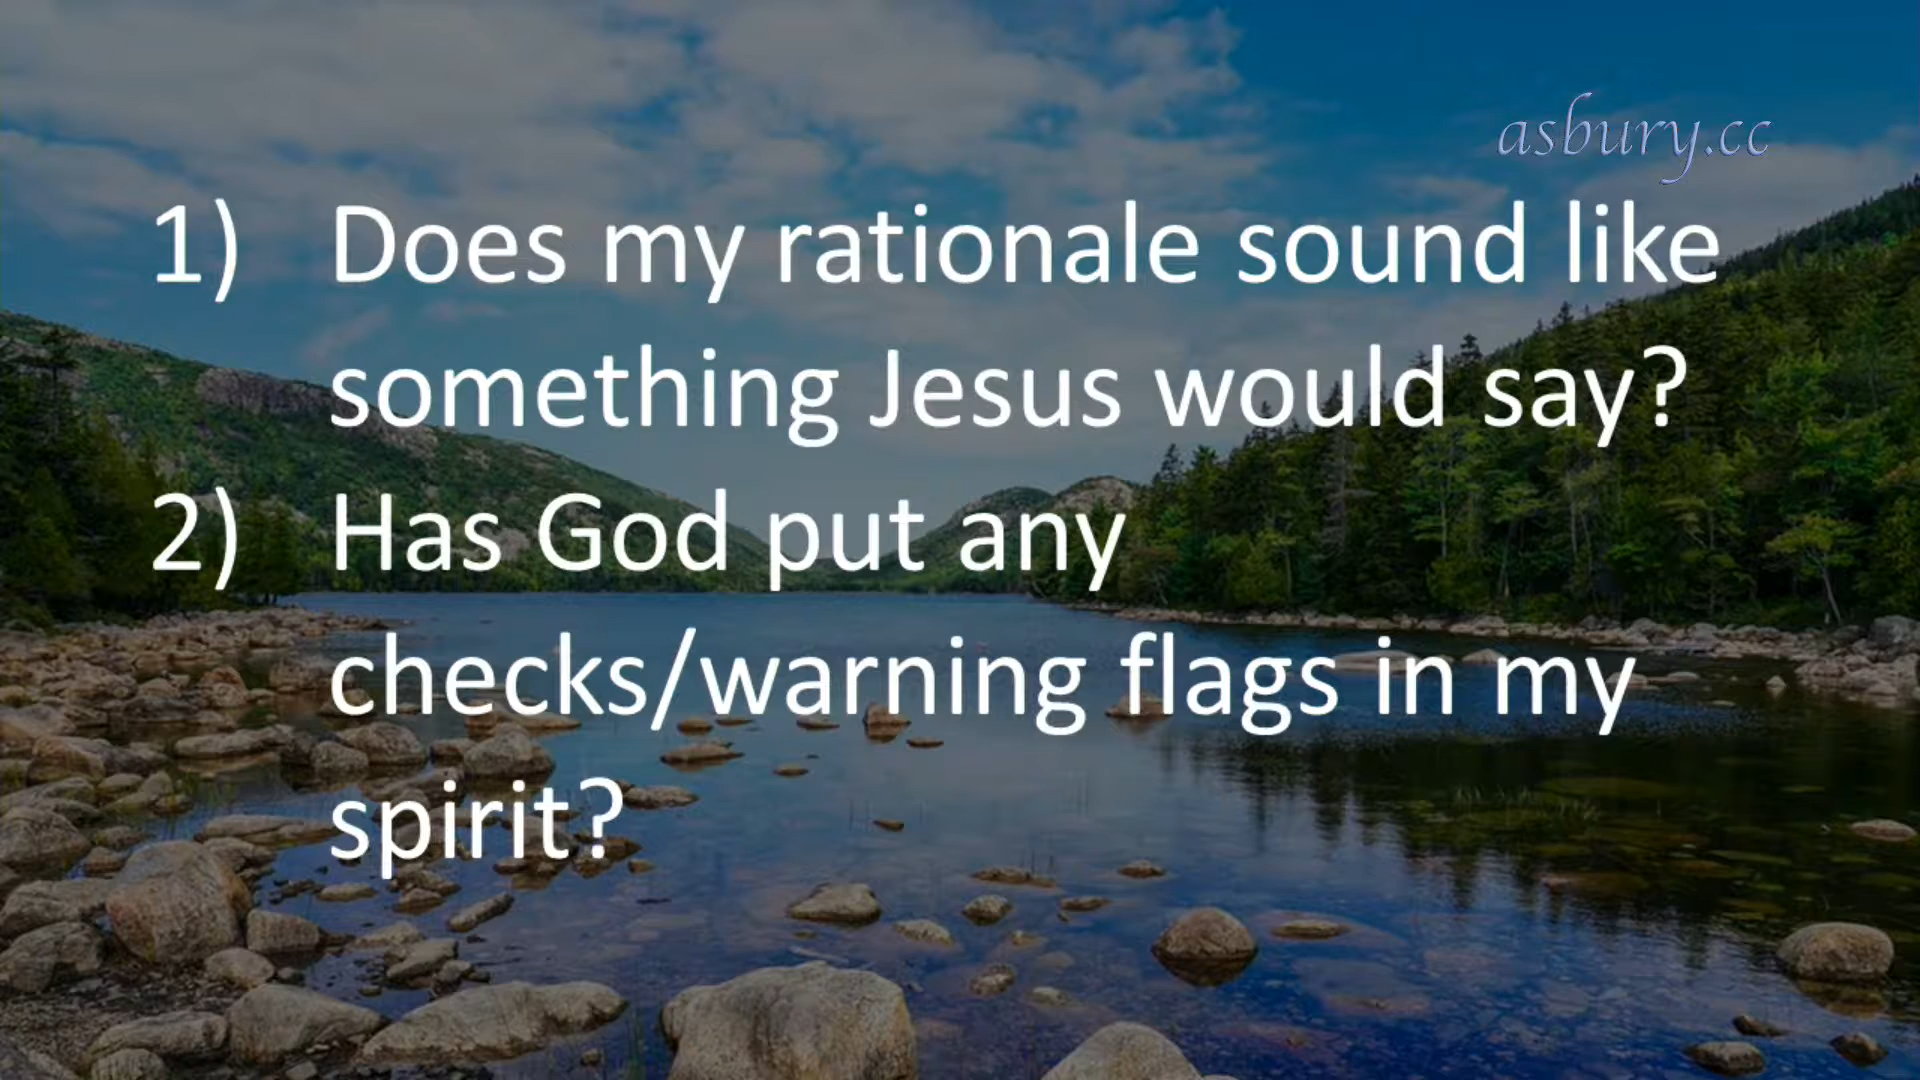 asbury.cc
1) Does my rationale sound like
something Jesus would say?
2) Has God put any
checks/warning flags in my
spirit?